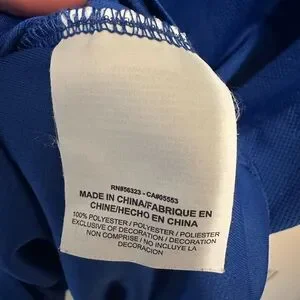 RN#56323 - CA#05553
MADE IN CHINA/FABRIQUE EN
CHINE/HECHO EN CHINA
100% POLYESTER / POLYESTER / POLIESTER
EXCLUSIVE OF DECORATION / DECORATION
NON COMPRISE / NO INCLUYE LA
DECORACION